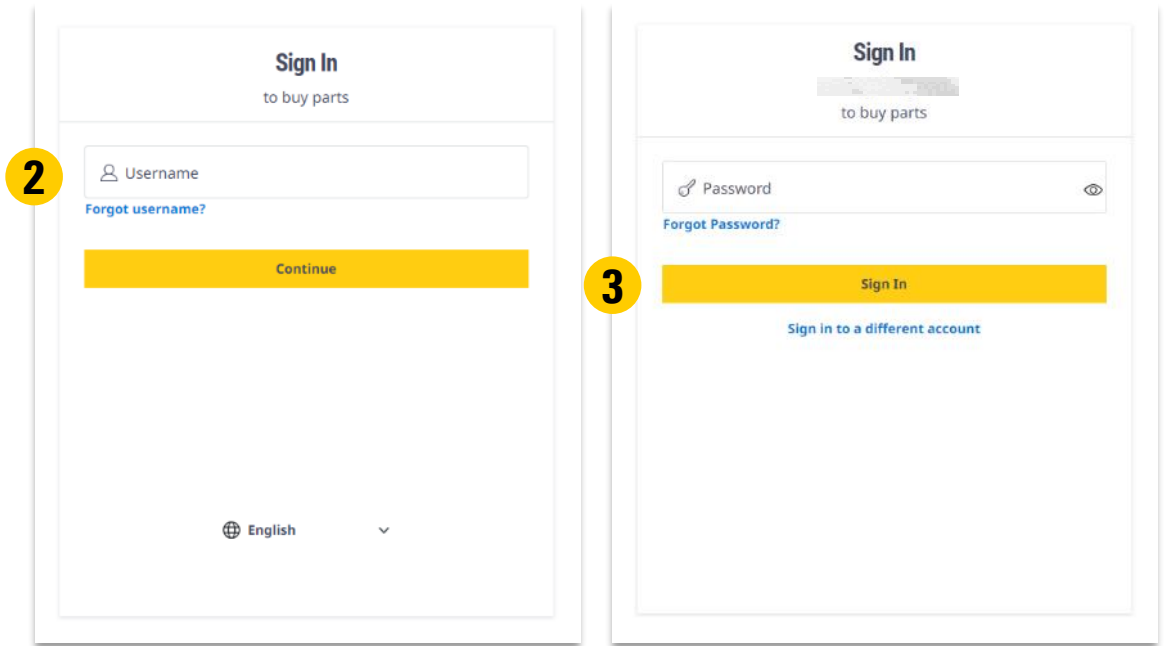 Sign In
to buy parts
2
Username
Forgot username?
Continue
English
Sign In
to buy parts
Password
Forgot Password?
3
Sign In
Sign in to a different account